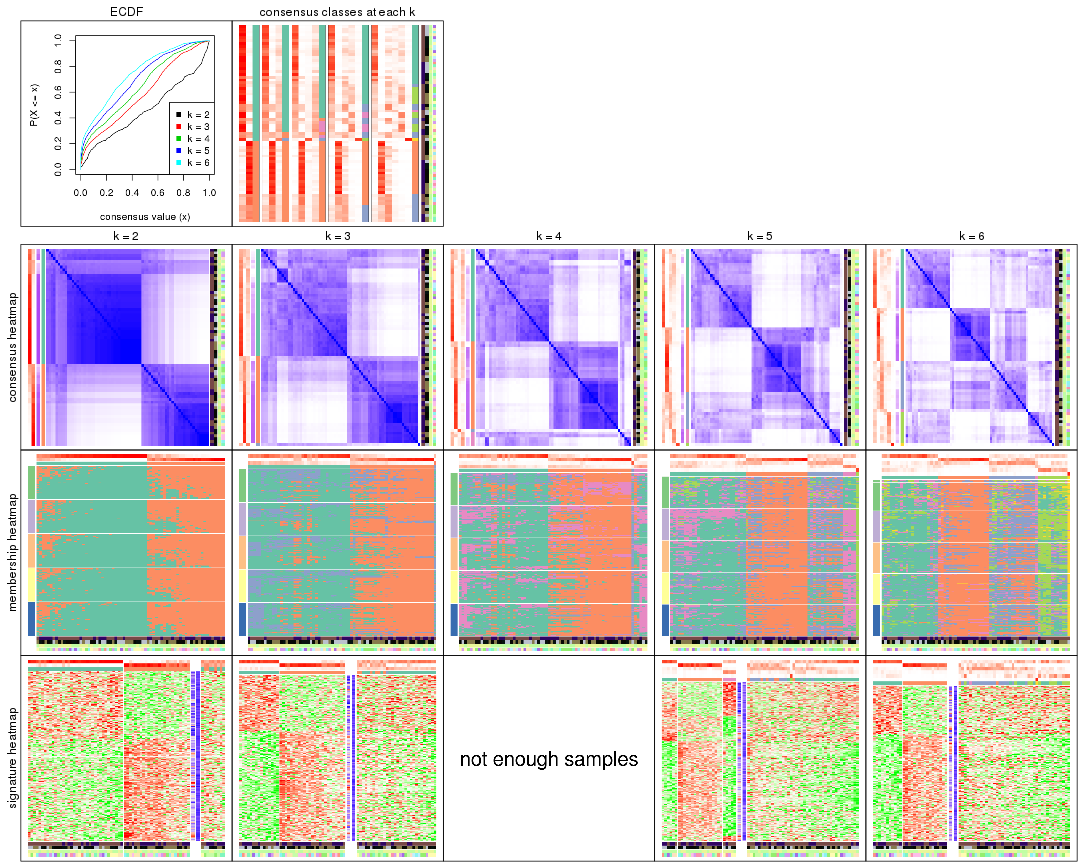 ECDF
consensus classes at each k
P(X <= x)
0.0 0.2 0.4 0.6 0.8 1.0
k = 2
k = 3
k = 4
k = 5
k = 6
0.0 0.2 0.4 0.6 0.8 1.0
consensus value (x)
k = 2
k = 3
k = 4
k = 5
k = 6
consensus heatmap
membership heatmap
signature heatmap
not enough samples